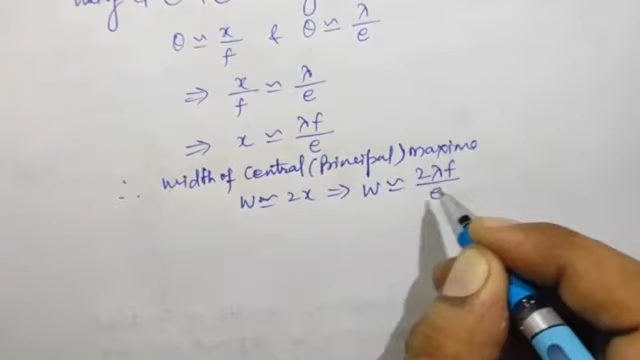 θ ≃ x/f & θ ≃ λ/e
⇒ x/f ≃ λ/e
⇒ x ≃ λf/e
∴ width of central (Principal) maxima
W ≃ 2x ⇒ W ≃ 2λf/e